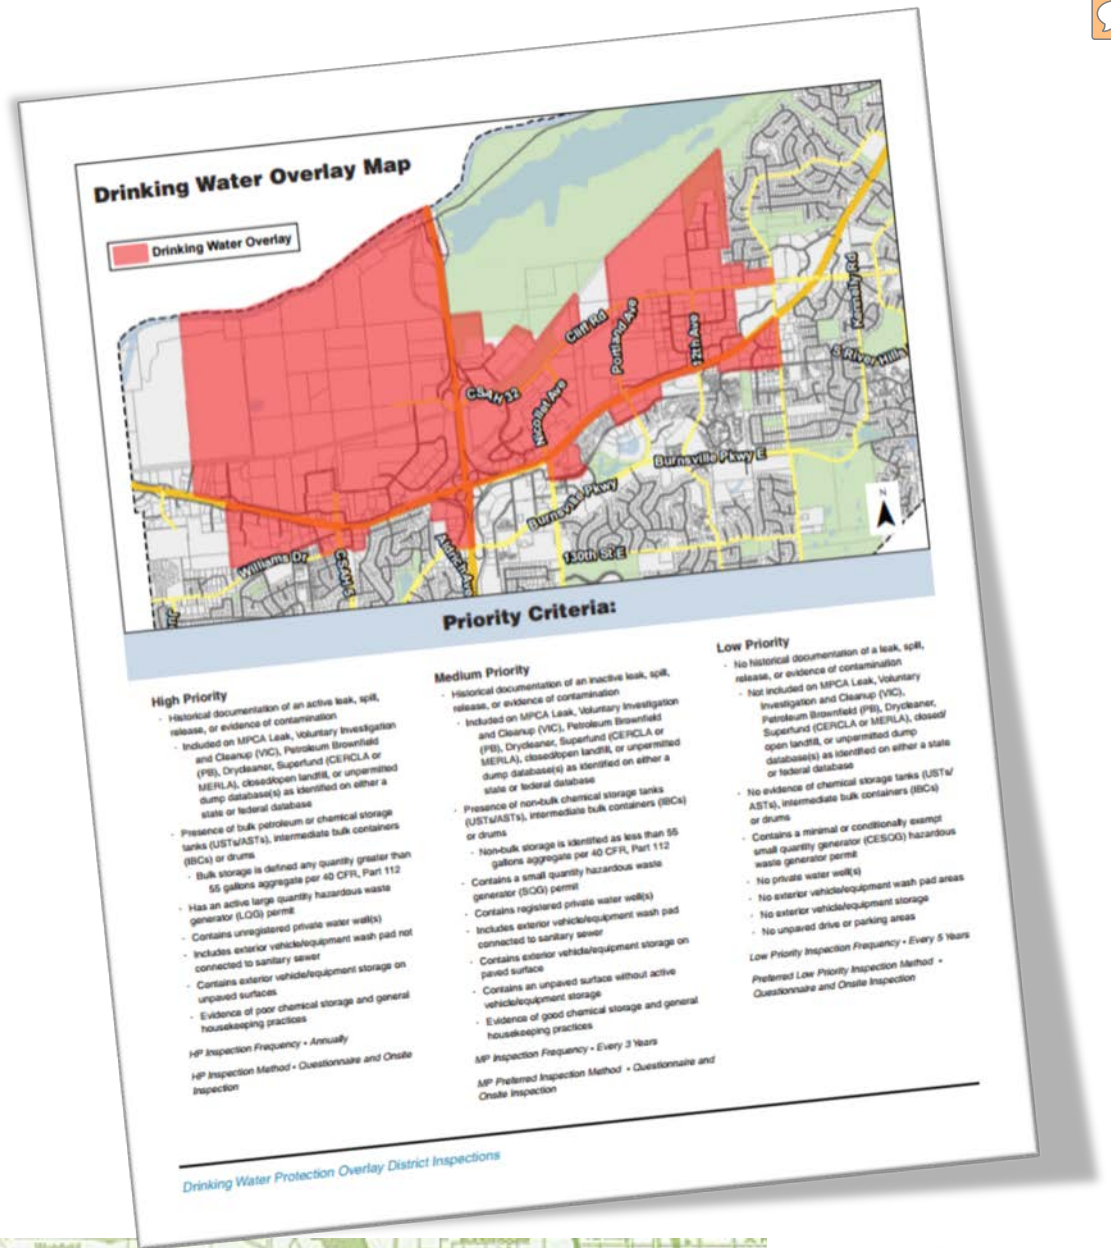 Drinking Water Overlay Map
Drinking Water Overlay
Cliff Rd
Portland Ave
12th Ave
Kennelly Rd
S River Hills
CSAH 32
Nicollet Ave
Burnsville Pkwy E
Burnsville Pkwy
N
Williams Dr
CSAH 5
Aldrich Ave
130th St E
Priority Criteria:
High Priority
· Historical documentation of an active leak, spill,
release, or evidence of contamination
· Included on MPCA Leak, Voluntary Investigation
and Cleanup (VIC), Petroleum Brownfield
(PB), Drycleaner, Superfund (CERCLA or
MERLA), closed/open landfill, or unpermitted
dump database(s) as identified on either a
state or federal database
· Presence of bulk petroleum or chemical storage
tanks (USTs/ASTs), intermediate bulk containers
(IBCs) or drums
· Bulk storage is defined any quantity greater than
55 gallons aggregate per 40 CFR, Part 112
· Has an active large quantity hazardous waste
generator (LQG) permit
· Contains unregistered private water well(s)
· Includes exterior vehicle/equipment wash pad not
connected to sanitary sewer
· Contains exterior vehicle/equipment storage on
unpaved surfaces
· Evidence of poor chemical storage and general
housekeeping practices
HP Inspection Frequency • Annually
HP Inspection Method • Questionnaire and Onsite
Inspection
Medium Priority
· Historical documentation of an inactive leak, spill,
release, or evidence of contamination
· Included on MPCA Leak, Voluntary Investigation
and Cleanup (VIC), Petroleum Brownfield
(PB), Drycleaner, Superfund (CERCLA or
MERLA), closed/open landfill, or unpermitted
dump database(s) as identified on either a
state or federal database
· Presence of non-bulk chemical storage tanks
(USTs/ASTs), intermediate bulk containers (IBCs)
or drums
· Non-bulk storage is identified as less than 55
gallons aggregate per 40 CFR, Part 112
· Contains a small quantity hazardous waste
generator (SQG) permit
· Contains registered private water well(s)
· Includes exterior vehicle/equipment wash pad
connected to sanitary sewer
· Contains exterior vehicle/equipment storage on
paved surface
· Contains an unpaved surface without active
vehicle/equipment storage
· Evidence of good chemical storage and general
housekeeping practices
MP Inspection Frequency • Every 3 Years
MP Preferred Inspection Method • Questionnaire and
Onsite Inspection
Low Priority
· No historical documentation of a leak, spill,
release, or evidence of contamination
· Not included on MPCA Leak, Voluntary
Investigation and Cleanup (VIC),
Petroleum Brownfield (PB), Drycleaner,
Superfund (CERCLA or MERLA), closed/
open landfill, or unpermitted dump
database(s) as identified on either a state
or federal database
· No evidence of chemical storage tanks (USTs/
ASTs), intermediate bulk containers (IBCs)
or drums
· Contains a minimal or conditionally exempt
small quantity generator (CESQG) hazardous
waste generator permit
· No private water well(s)
· No exterior vehicle/equipment wash pad areas
· No exterior vehicle/equipment storage
· No unpaved drive or parking areas
Low Priority Inspection Frequency • Every 5 Years
Preferred Low Priority Inspection Method •
Questionnaire and Onsite Inspection
Drinking Water Protection Overlay District Inspections